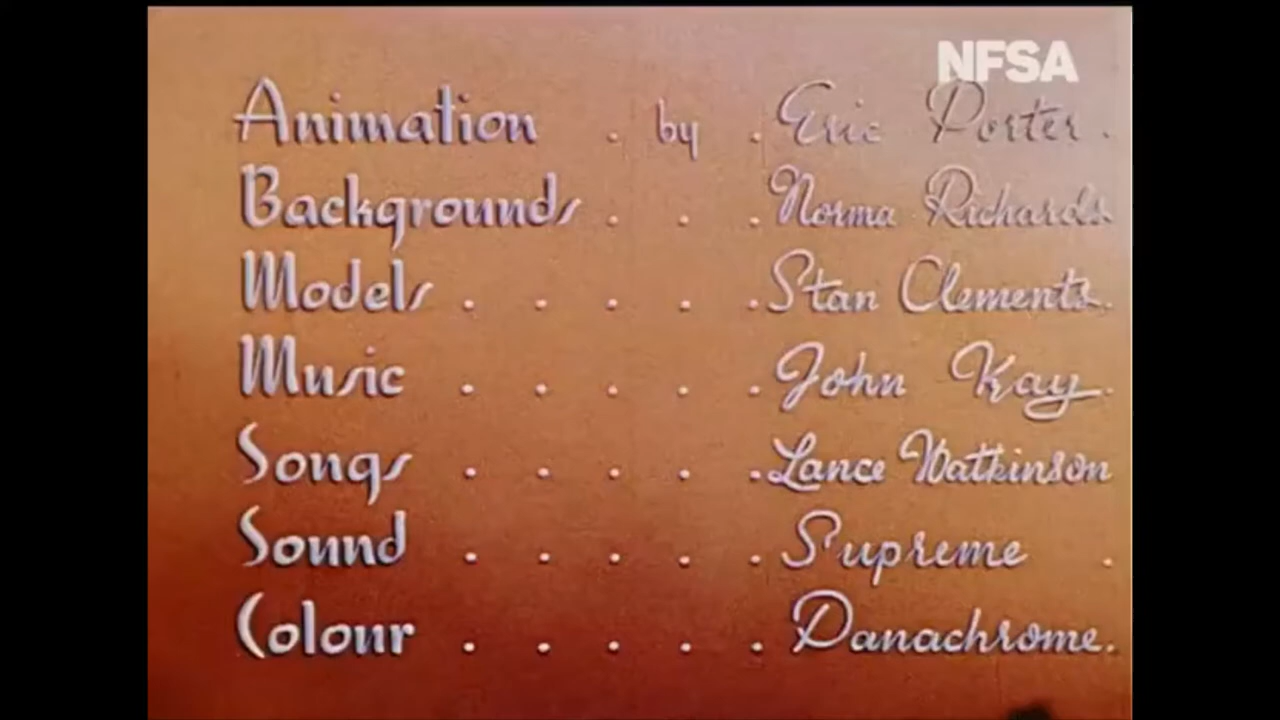 NFSA
Animation . by . Eric Porter .
Backgrounds . . . Norma Richards.
Models . . . . . Stan Clements.
Music . . . . . John Kay.
Songs . . . . . Lance Watkinson
Sound . . . . . Supreme .
Colour . . . . . Danachrome.